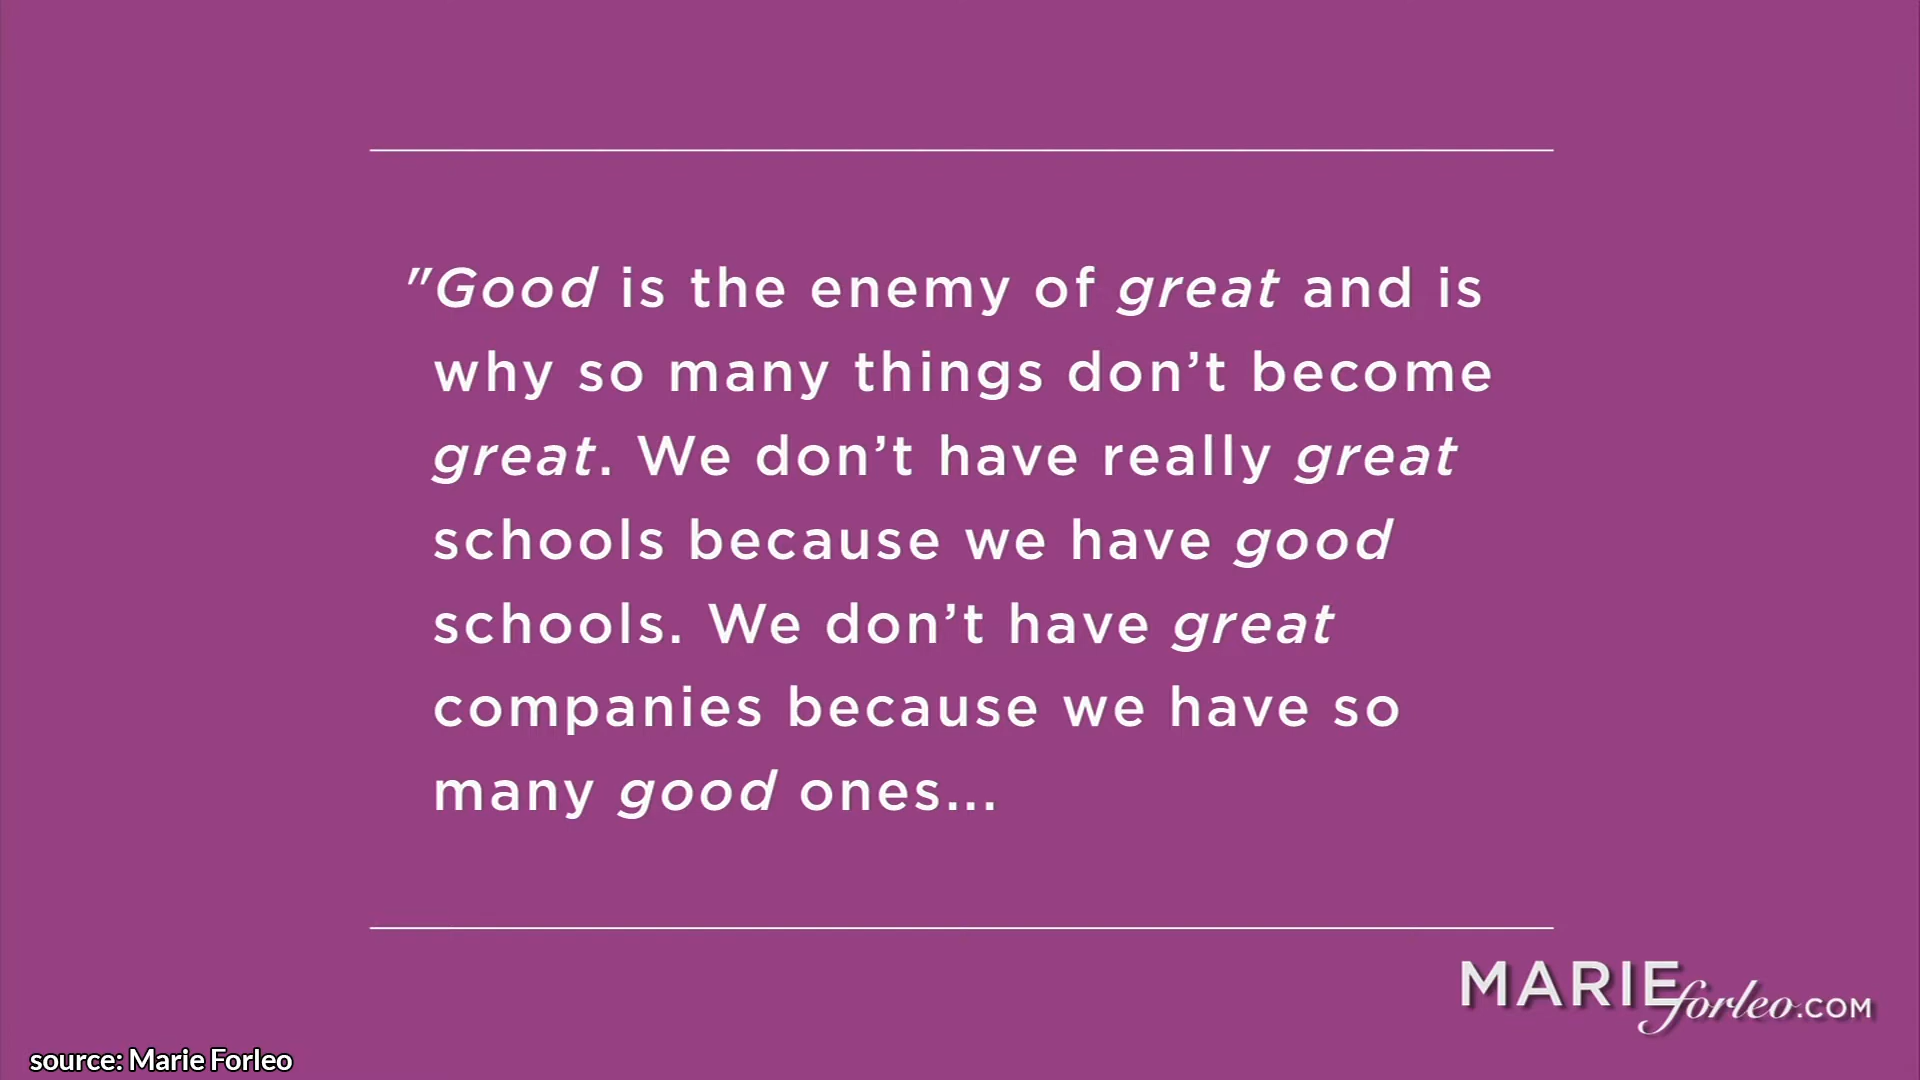 "Good is the enemy of great and is
why so many things don’t become
great. We don’t have really great
schools because we have good
schools. We don’t have great
companies because we have so
many good ones...
MARIE forleo.COM
source: Marie Forleo